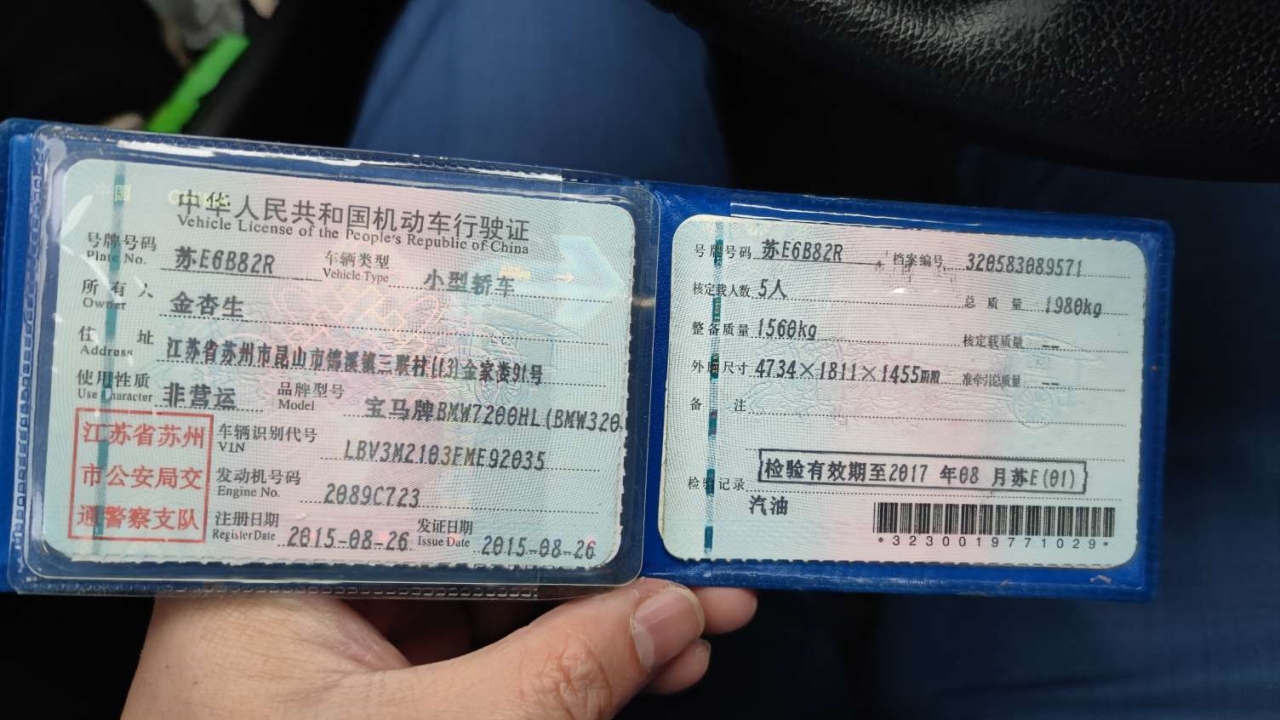 中华人民共和国机动车行驶证
Vehicle License of the People's Republic of China
号牌号码 苏E6B82R 车辆类型 小型轿车
Plate No. Vehicle Type
所有人 金杏生
Owner
住址 江苏省苏州市昆山市锦溪镇三联村(13)金家娄91号
Address
使用性质 非营运 品牌型号 宝马牌BMW7200HL(BMW320
Use Character Model
江苏省苏州
市公安局交
通警察支队
车辆识别代号 LBV3M2103FME92035
VIN
发动机号码 2089C723
Engine No.
注册日期 2015-08-26 发证日期 2015-08-26
Register Date Issue Date
号牌号码 苏E6B82R 档案编号 320583089571
核定载人数 5人 总质量 1980kg
整备质量 1560kg 核定载质量 --
外廓尺寸 4734×1811×1455mm 准牵引总质量 --
备注
检验记录 检验有效期至2017 年08 月苏E(01)
汽油
*3230019771029*